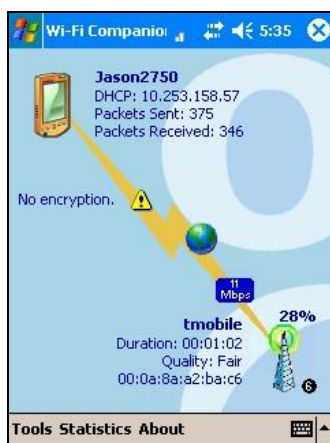 Wi-Fi Companion 5:35
Jason2750
DHCP: 10.253.158.57
Packets Sent: 375
Packets Received: 346
No encryption.
11
Mbps
28%
tmobile
Duration: 00:01:02
Quality: Fair
00:0a:8a:a2:ba:c6
6
Tools Statistics About